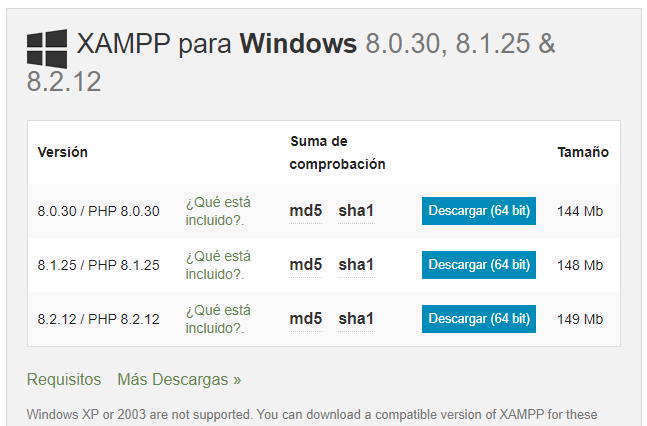 XAMPP para Windows 8.0.30, 8.1.25 &
8.2.12
Versión Suma de comprobación Tamaño
8.0.30 / PHP 8.0.30 ¿Qué está incluido?. md5 sha1 Descargar (64 bit) 144 Mb
8.1.25 / PHP 8.1.25 ¿Qué está incluido?. md5 sha1 Descargar (64 bit) 148 Mb
8.2.12 / PHP 8.2.12 ¿Qué está incluido?. md5 sha1 Descargar (64 bit) 149 Mb
Requisitos Más Descargas »
Windows XP or 2003 are not supported. You can download a compatible version of XAMPP for these